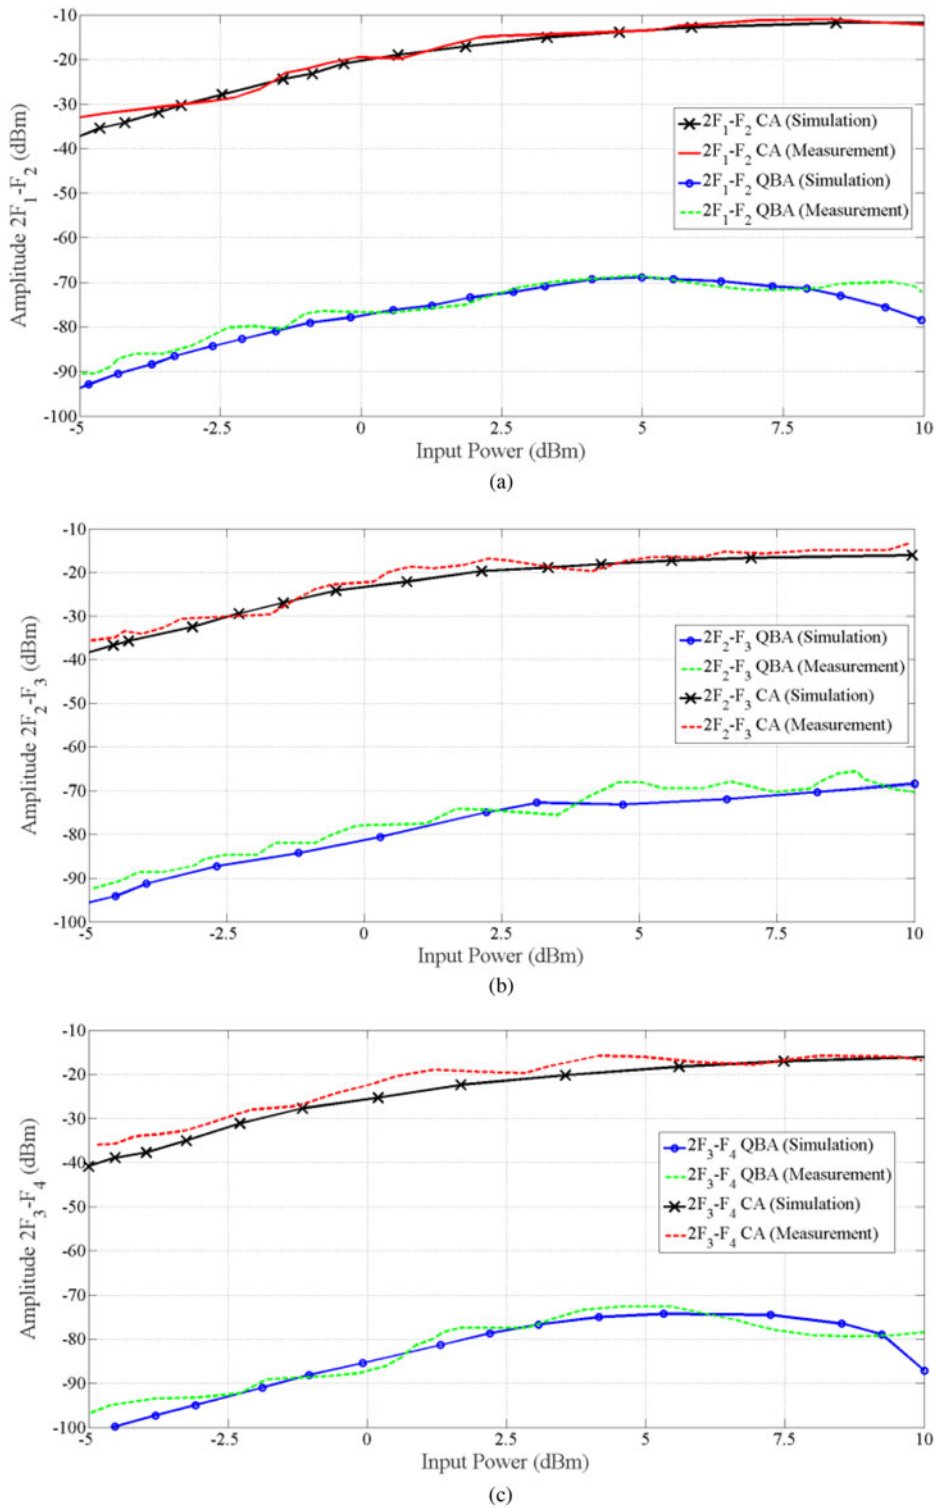 -10
-20
-30
-40
-50
-60
-70
-80
-90
-100
Amplitude 2F1-F2 (dBm)
2F1-F2 CA (Simulation)
2F1-F2 CA (Measurement)
2F1-F2 QBA (Simulation)
2F1-F2 QBA (Measurement)
-5 -2.5 0 2.5 5 7.5 10
Input Power (dBm)
(a)
-10
-20
-30
-40
-50
-60
-70
-80
-90
-100
Amplitude 2F2-F3 (dBm)
2F2-F3 QBA (Simulation)
2F2-F3 QBA (Measurement)
2F2-F3 CA (Simulation)
2F2-F3 CA (Measurement)
-5 -2.5 0 2.5 5 7.5 10
Input Power (dBm)
(b)
-10
-20
-30
-40
-50
-60
-70
-80
-90
-100
Amplitude 2F3-F4 (dBm)
2F3-F4 QBA (Simulation)
2F3-F4 QBA (Measurement)
2F3-F4 CA (Simulation)
2F3-F4 CA (Measurement)
-5 -2.5 0 2.5 5 7.5 10
Input Power (dBm)
(c)